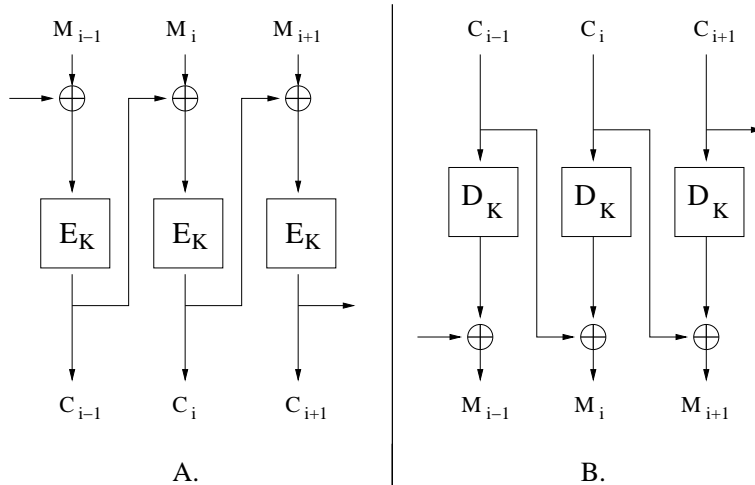 M i−1 M i M i+1
E K E K E K
C i−1 C i C i+1
A.
C i−1 C i C i+1
D K D K D K
M i−1 M i M i+1
B.